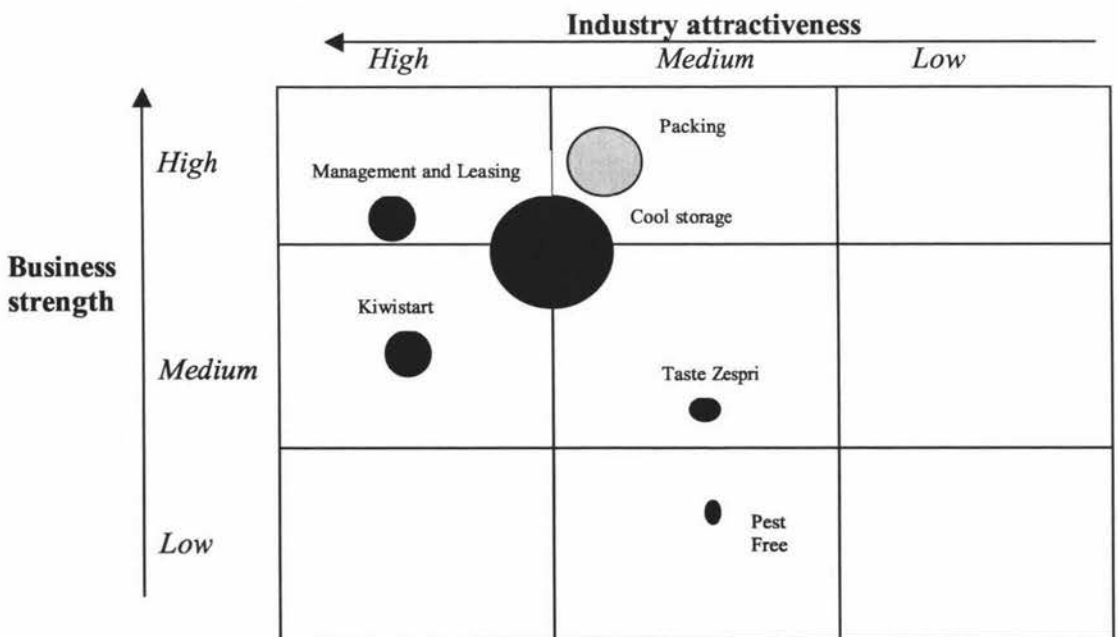 Industry attractiveness
High Medium Low
High
Packing
Management and Leasing
Cool storage
Business
strength
Kiwistart
Medium
Taste Zespri
Low
Pest
Free